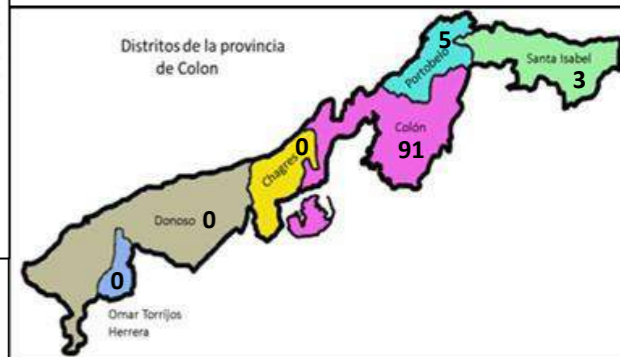 Distritos de la provincia
de Colon
5
Portobelo
Santa Isabel
3
Colón
91
0
Chagres
Donoso 0
0
Omar Torrijos
Herrera